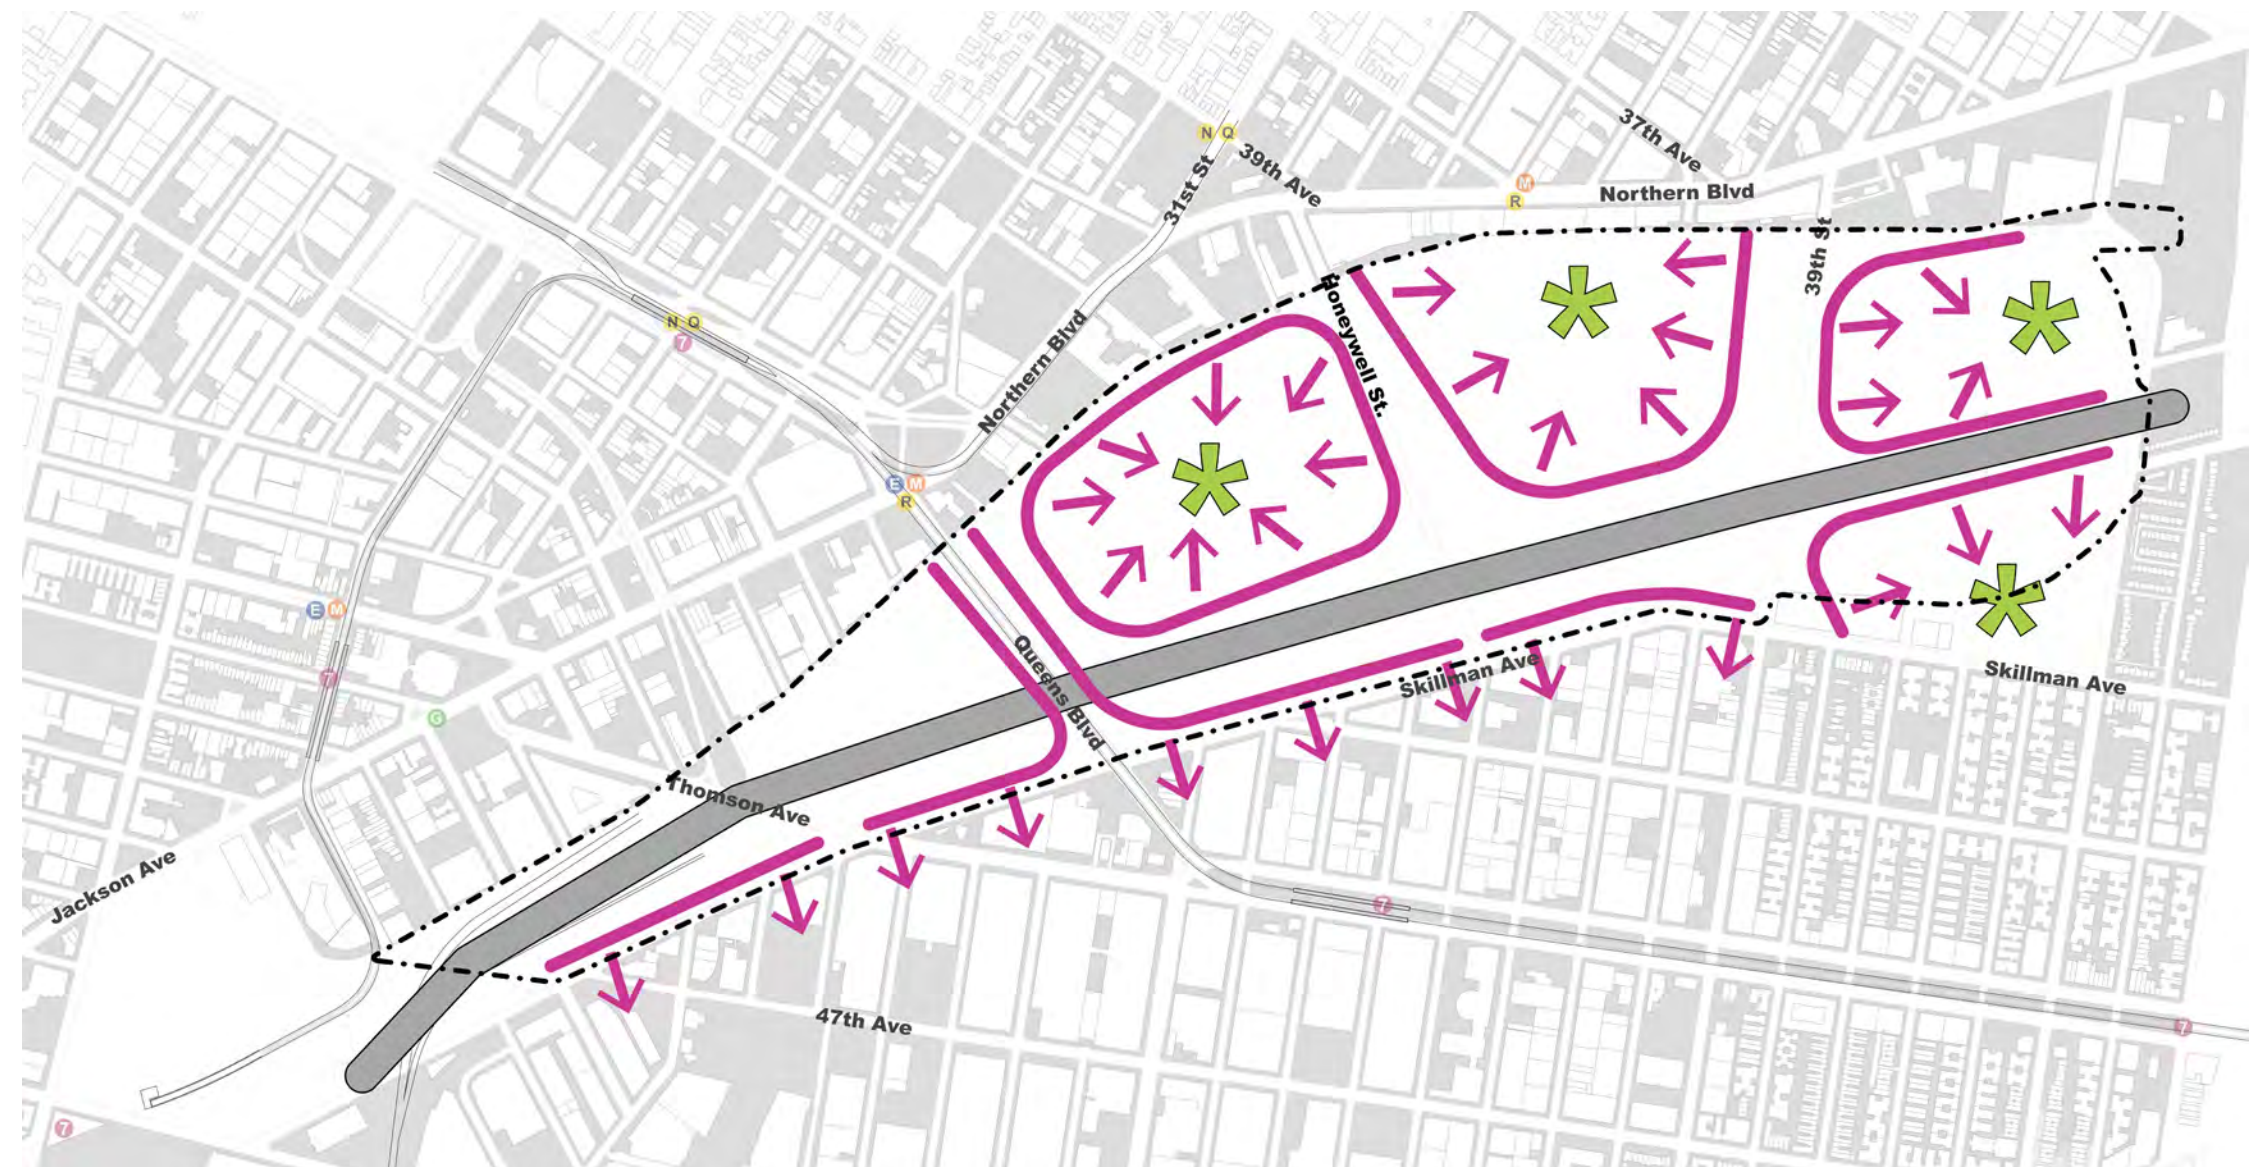 37th Ave
N Q
39th Ave
M
Northern Blvd
R
31st St
39th St
Honeywell St.
N Q
7
Northern Blvd
E M
R
E M
Queens Blvd
Skillman Ave
Skillman Ave
7
G
Thomson Ave
Jackson Ave
7
47th Ave
7
7